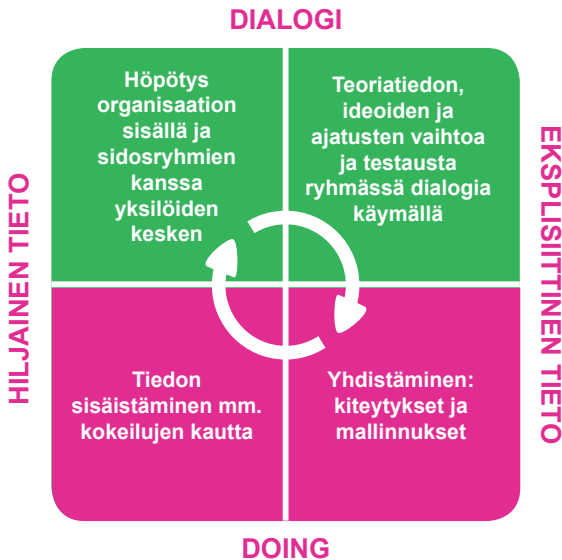 DIALOGI
Höpötys
organisaation
sisällä ja
sidosryhmien
kanssa
yksilöiden
kesken
Teoriatiedon,
ideoiden ja
ajatusten vaihtoa
ja testausta
ryhmässä dialogia
käymällä
HILJAINEN TIETO
EKSPLISIITTINEN TIETO
Tiedon
sisäistäminen mm.
kokeilujen kautta
Yhdistäminen:
kiteytykset ja
mallinnukset
DOING